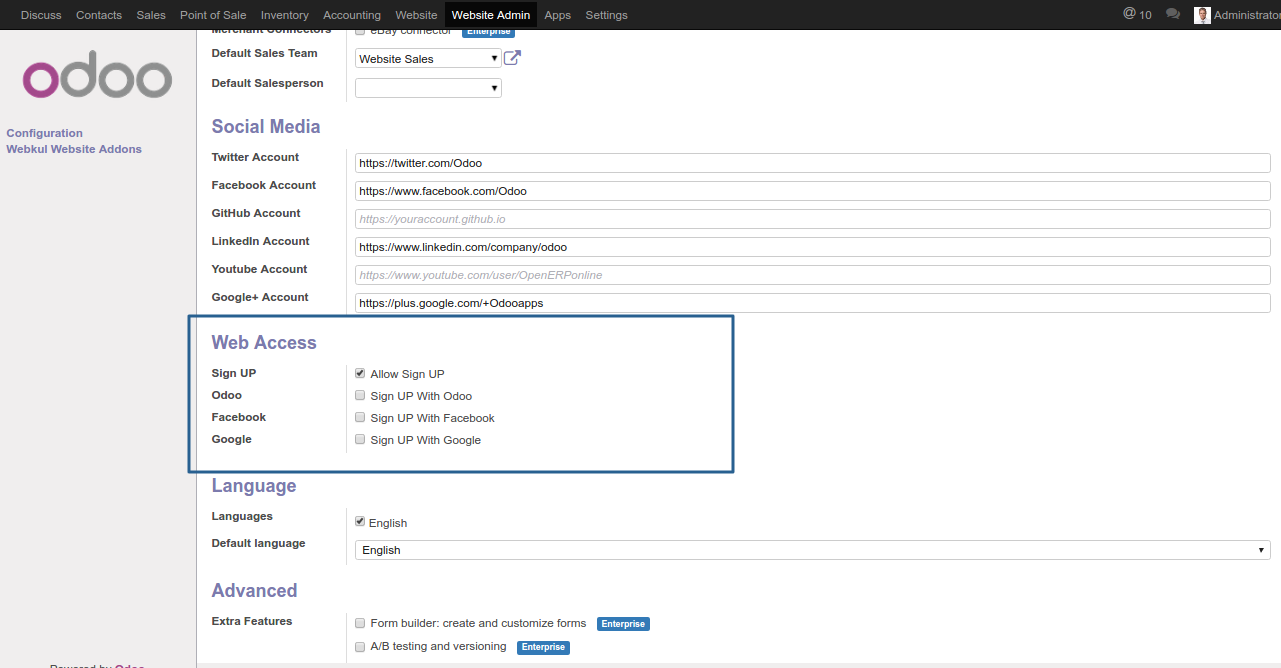 Discuss Contacts Sales Point of Sale Inventory Accounting Website Website Admin Apps Settings @ 10 Administrator
odoo
Configuration
Webkul Website Addons
Merchant Connectors eBay connector Enterprise
Default Sales Team Website Sales
Default Salesperson
Social Media
Twitter Account https://twitter.com/Odoo
Facebook Account https://www.facebook.com/Odoo
GitHub Account https://youraccount.github.io
LinkedIn Account https://www.linkedin.com/company/odoo
Youtube Account https://www.youtube.com/user/OpenERPonline
Google+ Account https://plus.google.com/+Odooapps
Web Access
Sign UP Allow Sign UP
Odoo Sign UP With Odoo
Facebook Sign UP With Facebook
Google Sign UP With Google
Language
Languages English
Default language English
Advanced
Extra Features Form builder: create and customize forms Enterprise
A/B testing and versioning Enterprise
Powered by Odoo